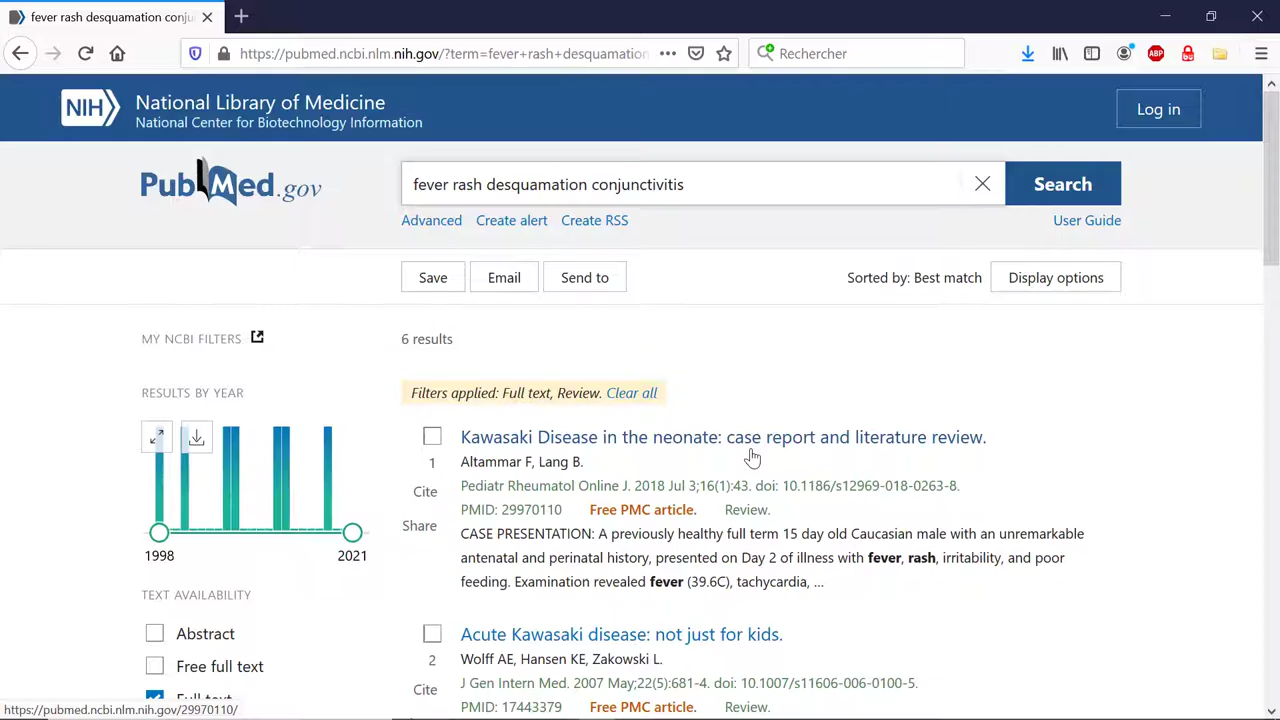 fever rash desquamation conju
https://pubmed.ncbi.nlm.nih.gov/?term=fever+rash+desquamation
Rechercher
ABP
NIH
National Library of Medicine
National Center for Biotechnology Information
Log in
PubMed.gov
fever rash desquamation conjunctivitis
Search
Advanced
Create alert
Create RSS
User Guide
Save
Email
Send to
Sorted by: Best match
Display options
MY NCBI FILTERS
6 results
RESULTS BY YEAR
Filters applied: Full text, Review. Clear all
Kawasaki Disease in the neonate: case report and literature review.
1
Altammar F, Lang B.
Cite
Pediatr Rheumatol Online J. 2018 Jul 3;16(1):43. doi: 10.1186/s12969-018-0263-8.
PMID: 29970110 Free PMC article. Review.
Share
CASE PRESENTATION: A previously healthy full term 15 day old Caucasian male with an unremarkable
antenatal and perinatal history, presented on Day 2 of illness with fever, rash, irritability, and poor
feeding. Examination revealed fever (39.6C), tachycardia, ...
1998
2021
TEXT AVAILABILITY
Abstract
Free full text
Full text
Acute Kawasaki disease: not just for kids.
2
Wolff AE, Hansen KE, Zakowski L.
Cite
J Gen Intern Med. 2007 May;22(5):681-4. doi: 10.1007/s11606-006-0100-5.
PMID: 17443379 Free PMC article. Review.
https://pubmed.ncbi.nlm.nih.gov/29970110/